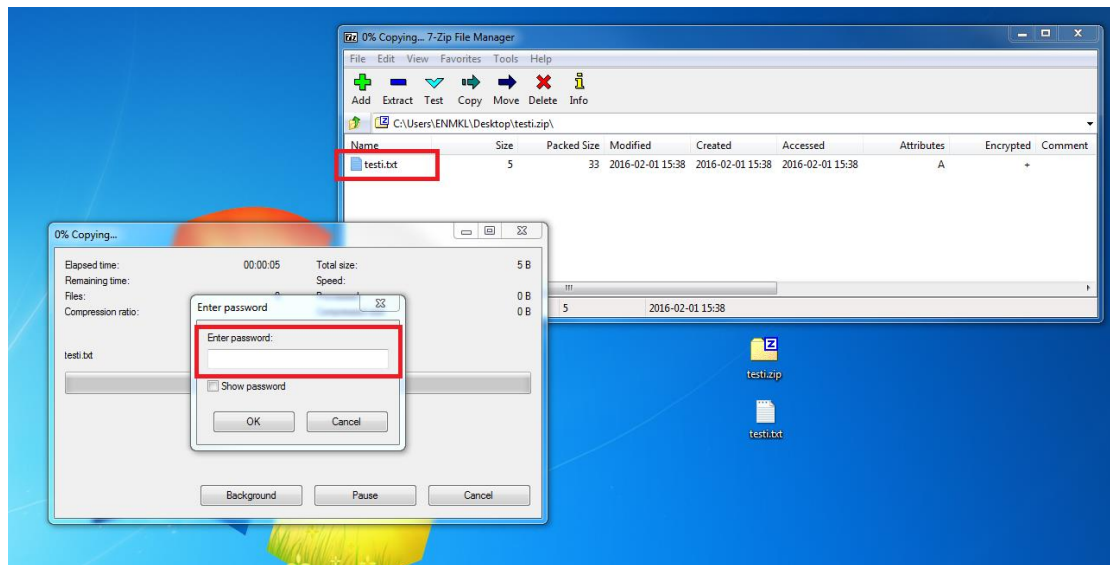 0% Copying... 7-Zip File Manager
File Edit View Favorites Tools Help
Add Extract Test Copy Move Delete Info
C:\Users\ENMKL\Desktop\testi.zip\
Name Size Packed Size Modified Created Accessed Attributes Encrypted Comment
testi.txt 5 33 2016-02-01 15:38 2016-02-01 15:38 2016-02-01 15:38 A +
5 2016-02-01 15:38
0% Copying...
Elapsed time: 00:00:05 Total size: 5 B
Remaining time: Speed:
Files: 0 0 B
Compression ratio: 0 B
testi.txt
Enter password
Enter password:
Show password
OK Cancel
Background Pause Cancel
testi.zip
testi.txt